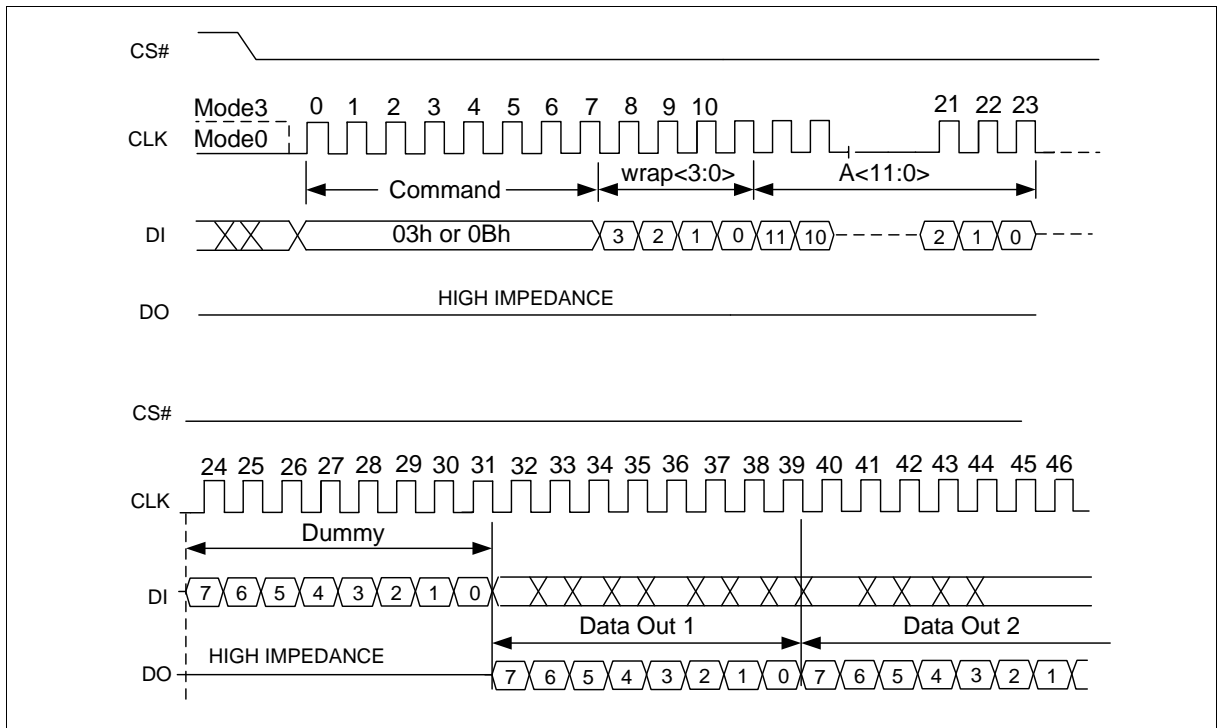 CS#
Mode3 0 1 2 3 4 5 6 7 8 9 10 21 22 23
CLK Mode0
Command wrap<3:0> A<11:0>
DI 03h or 0Bh 3 2 1 0 11 10 2 1 0
HIGH IMPEDANCE
DO
CS#
24 25 26 27 28 29 30 31 32 33 34 35 36 37 38 39 40 41 42 43 44 45 46
CLK
Dummy
DI 7 6 5 4 3 2 1 0
Data Out 1 Data Out 2
HIGH IMPEDANCE
DO 7 6 5 4 3 2 1 0 7 6 5 4 3 2 1